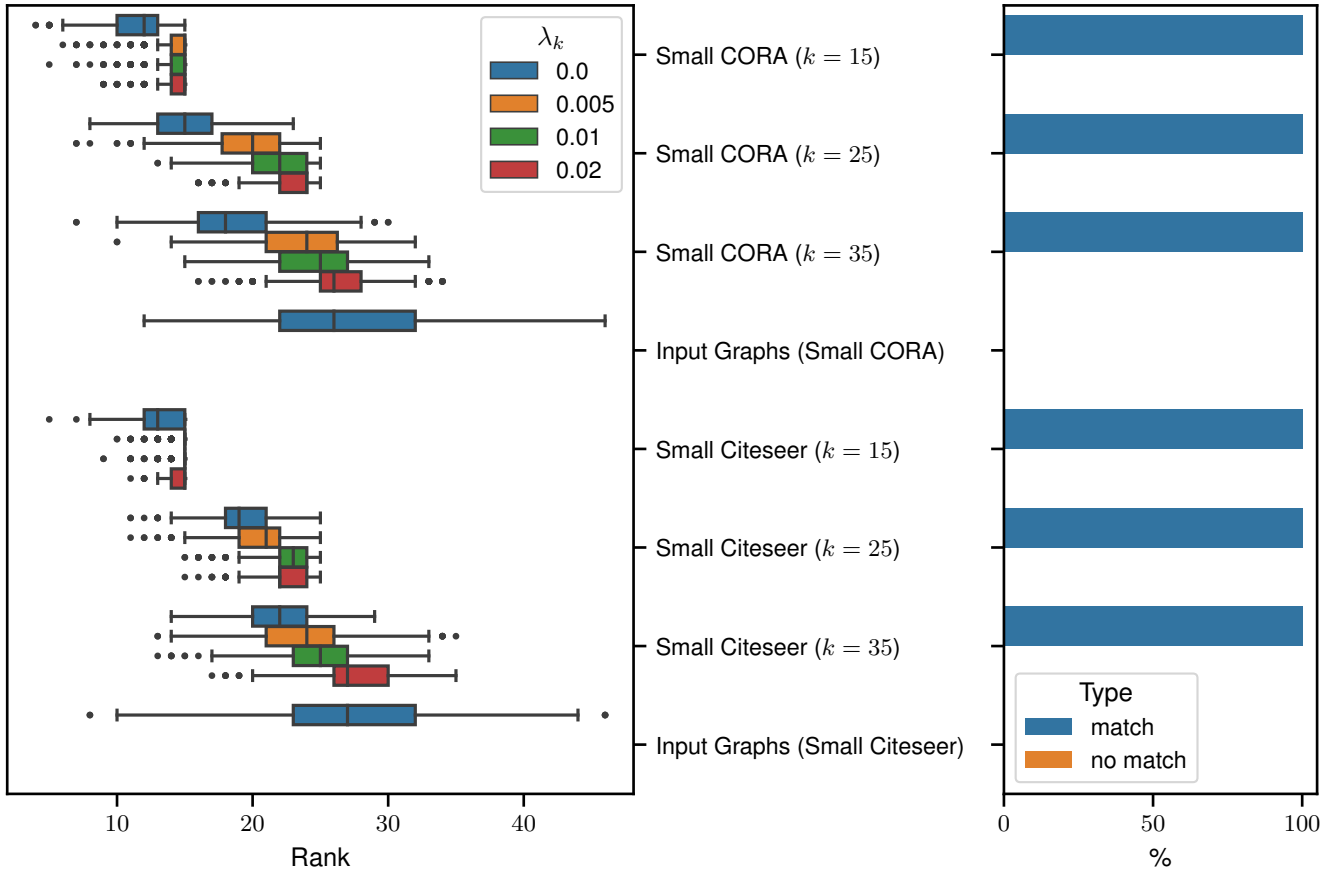 λₖ
0.0
0.005
0.01
0.02
Small CORA (k = 15)
Small CORA (k = 25)
Small CORA (k = 35)
Input Graphs (Small CORA)
Small Citeseer (k = 15)
Small Citeseer (k = 25)
Small Citeseer (k = 35)
Input Graphs (Small Citeseer)
10 20 30 40
Rank
Type
match
no match
0 50 100
%